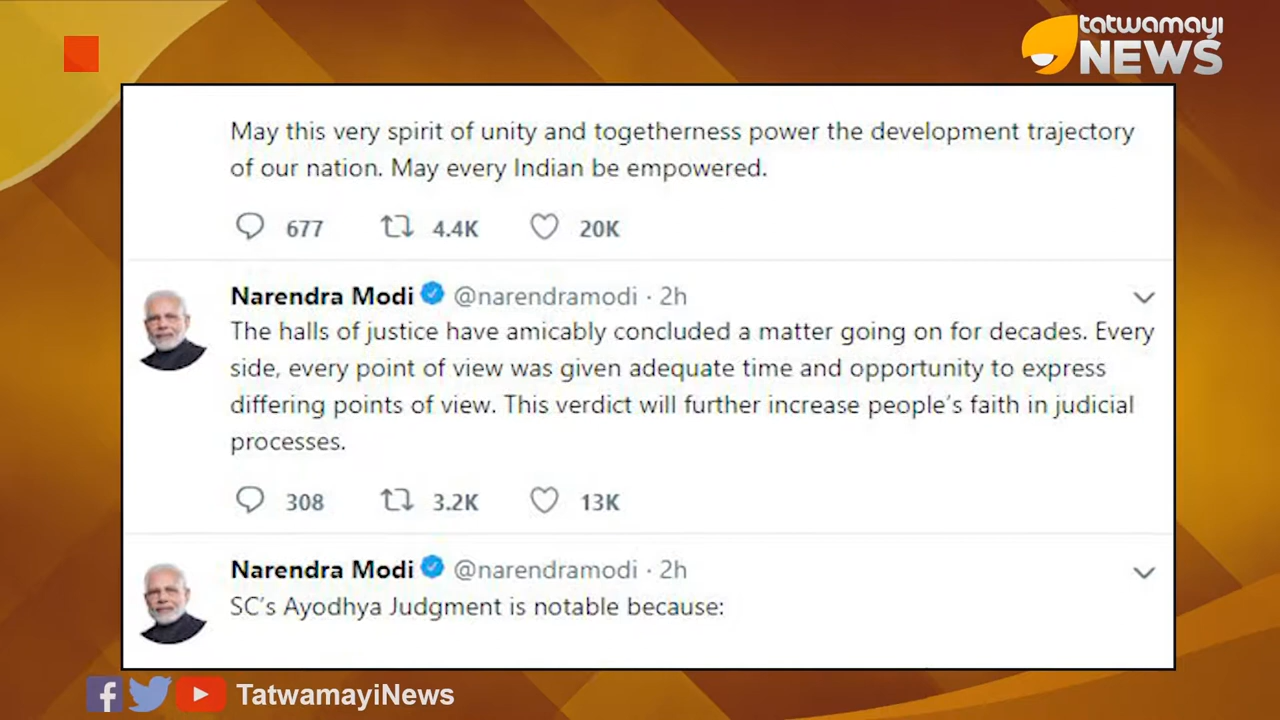 tatwamayi
NEWS
May this very spirit of unity and togetherness power the development trajectory
of our nation. May every Indian be empowered.
677 4.4K 20K
Narendra Modi @narendramodi · 2h
The halls of justice have amicably concluded a matter going on for decades. Every
side, every point of view was given adequate time and opportunity to express
differing points of view. This verdict will further increase people's faith in judicial
processes.
308 3.2K 13K
Narendra Modi @narendramodi · 2h
SC's Ayodhya Judgment is notable because:
f TatwamayiNews